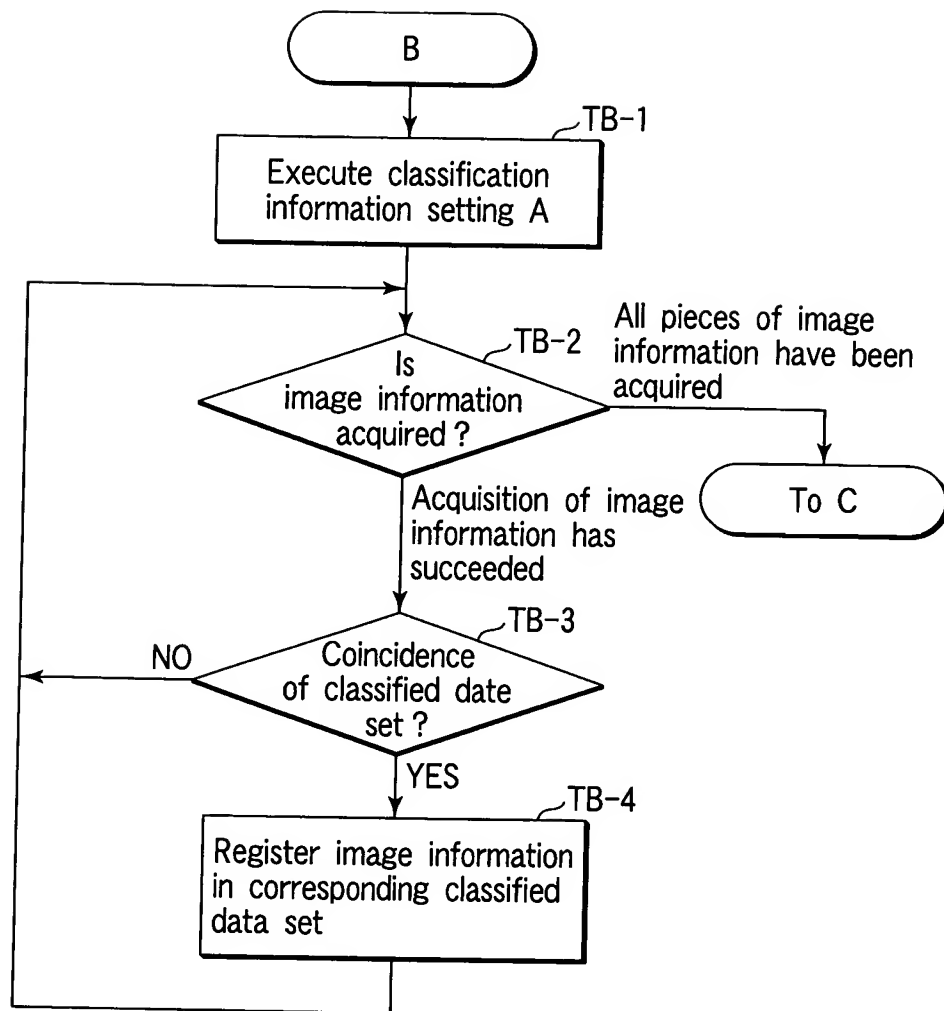 B
TB-1
Execute classification
information setting A
All pieces of image
information have been
acquired
TB-2
Is
image information
acquired ?
To C
Acquisition of image
information has
succeeded
TB-3
NO
Coincidence
of classified date
set ?
YES
TB-4
Register image information
in corresponding classified
data set